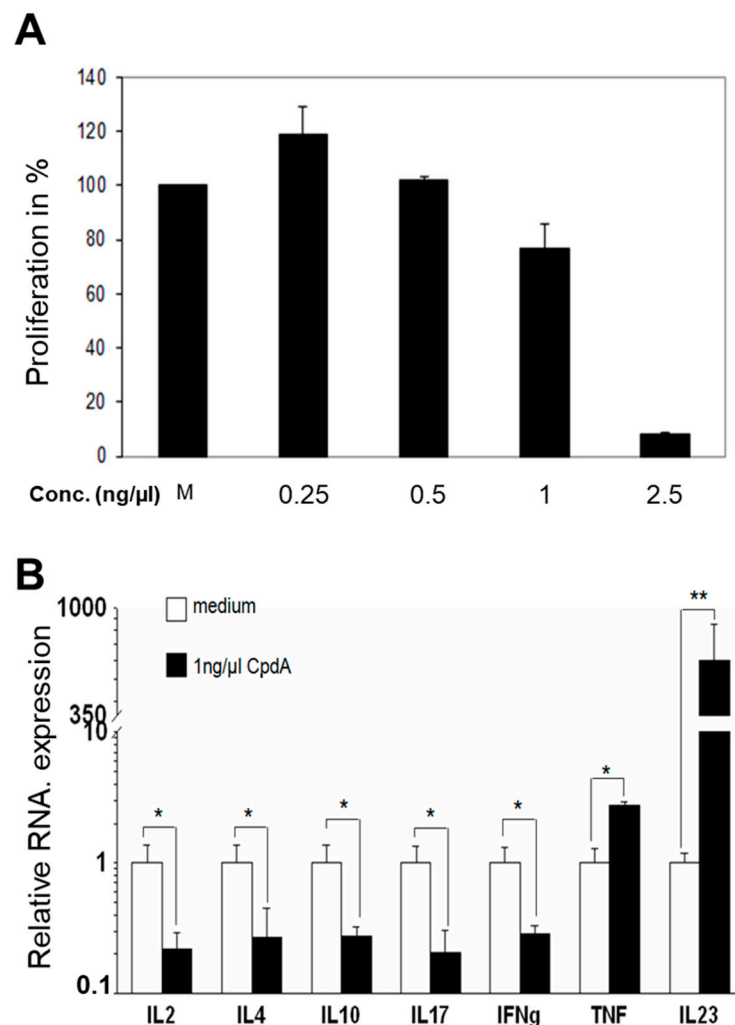 A
140
120
100
80
60
40
20
0
Proliferation in %
Conc. (ng/µl) M 0.25 0.5 1 2.5
B
1000
350
10
1
0.1
Relative RNA. expression
medium
1ng/µl CpdA
* * * * * * **
IL2 IL4 IL10 IL17 IFNg TNF IL23